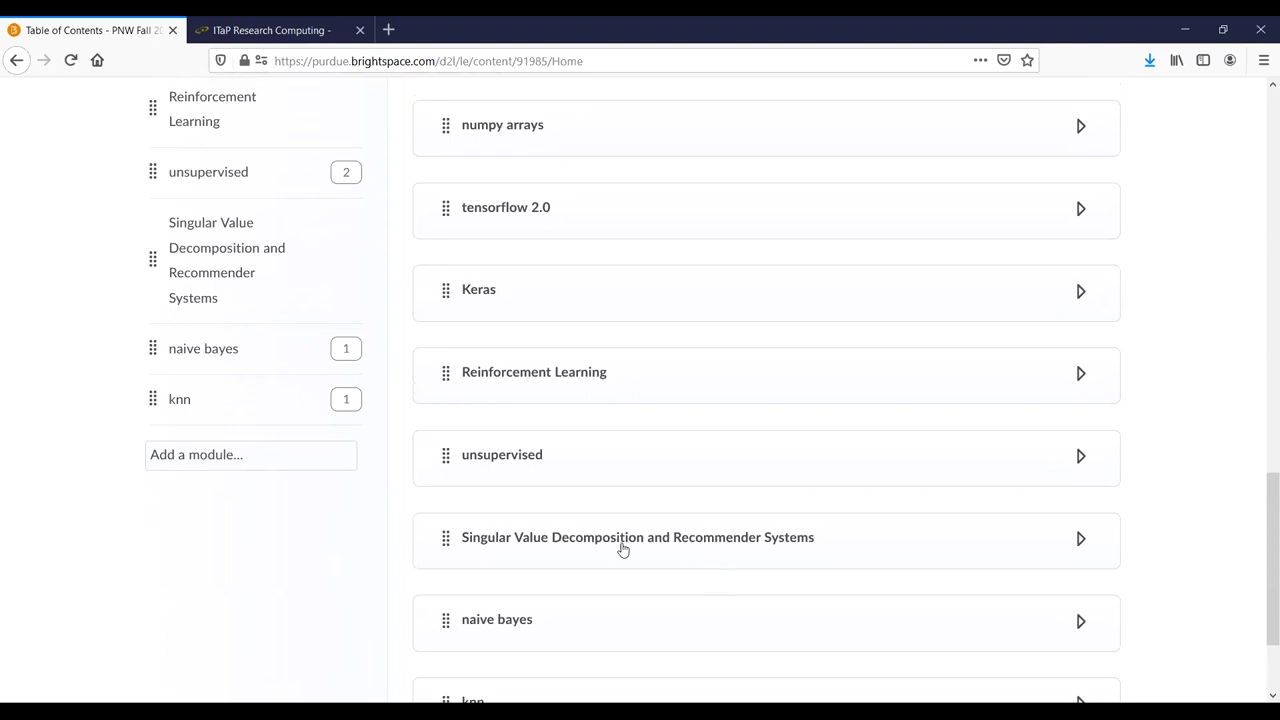 Table of Contents - PNW Fall 20
ITaP Research Computing -
https://purdue.brightspace.com/d2l/le/content/91985/Home
Reinforcement
Learning
unsupervised 2
Singular Value
Decomposition and
Recommender
Systems
naive bayes 1
knn 1
Add a module...
numpy arrays
tensorflow 2.0
Keras
Reinforcement Learning
unsupervised
Singular Value Decomposition and Recommender Systems
naive bayes
knn